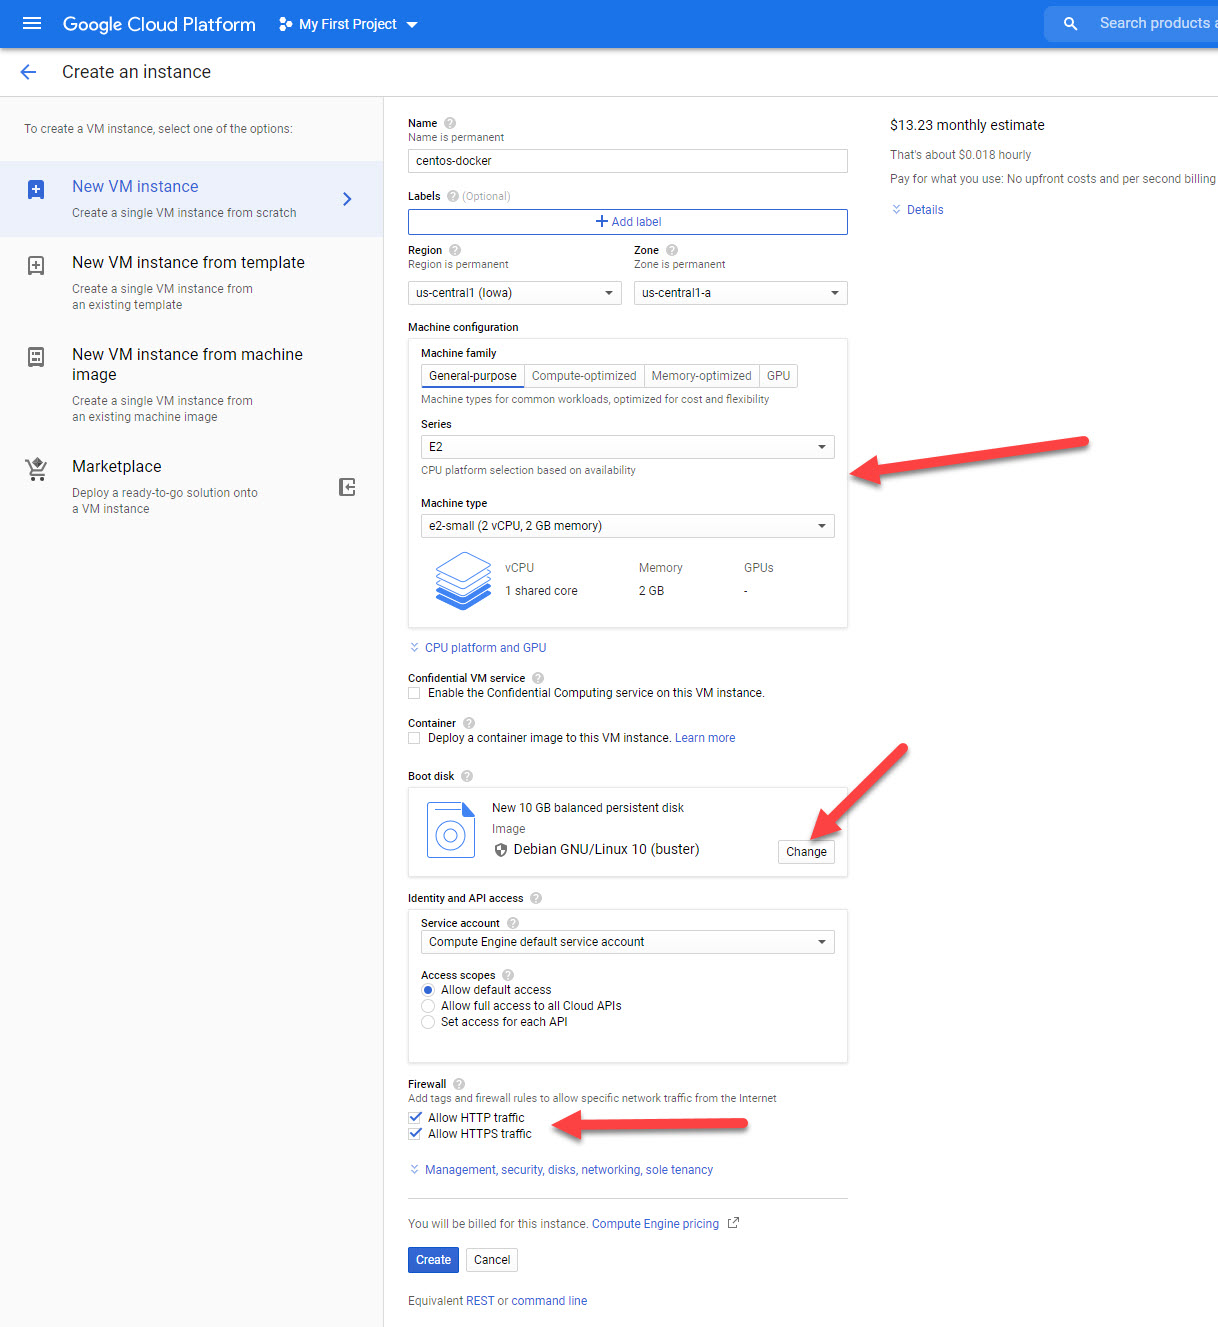 Google Cloud Platform
My First Project
Search products a
Create an instance
To create a VM instance, select one of the options:
New VM instance
Create a single VM instance from scratch
New VM instance from template
Create a single VM instance from
an existing template
New VM instance from machine
image
Create a single VM instance from
an existing machine image
Marketplace
Deploy a ready-to-go solution onto
a VM instance
Name
Name is permanent
centos-docker
Labels (Optional)
Add label
Region
Region is permanent
us-central1 (Iowa)
Zone
Zone is permanent
us-central1-a
Machine configuration
Machine family
General-purpose Compute-optimized Memory-optimized GPU
Machine types for common workloads, optimized for cost and flexibility
Series
E2
CPU platform selection based on availability
Machine type
e2-small (2 vCPU, 2 GB memory)
vCPU Memory GPUs
1 shared core 2 GB -
CPU platform and GPU
Confidential VM service
Enable the Confidential Computing service on this VM instance.
Container
Deploy a container image to this VM instance. Learn more
Boot disk
New 10 GB balanced persistent disk
Image
Debian GNU/Linux 10 (buster)
Change
Identity and API access
Service account
Compute Engine default service account
Access scopes
Allow default access
Allow full access to all Cloud APIs
Set access for each API
Firewall
Add tags and firewall rules to allow specific network traffic from the Internet
Allow HTTP traffic
Allow HTTPS traffic
Management, security, disks, networking, sole tenancy
You will be billed for this instance. Compute Engine pricing
Create Cancel
Equivalent REST or command line
$13.23 monthly estimate
That's about $0.018 hourly
Pay for what you use: No upfront costs and per second billing
Details